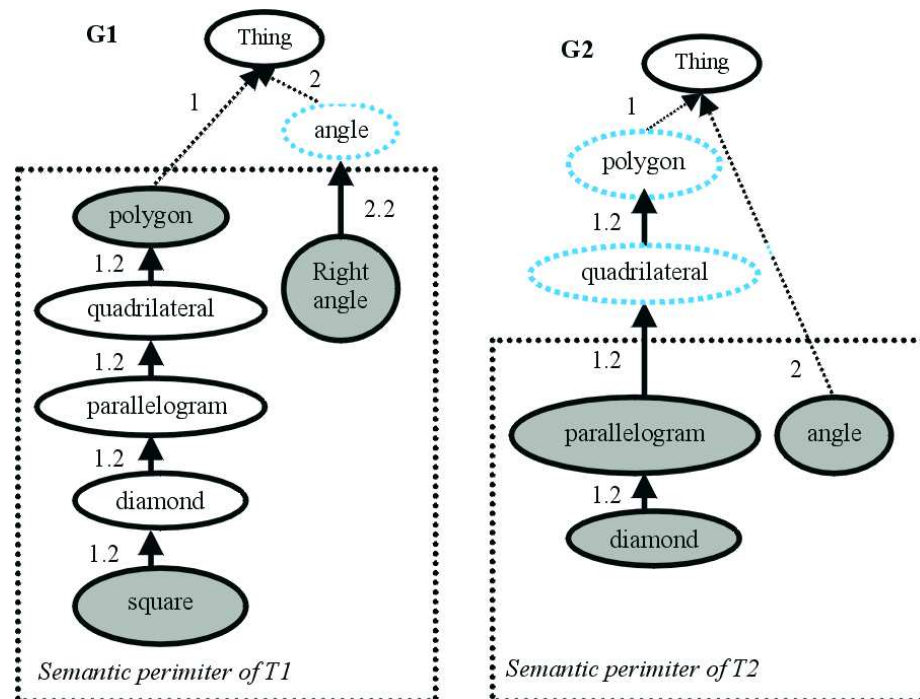 G1
Thing
1
2
angle
polygon
2.2
Right
angle
1.2
quadrilateral
1.2
parallelogram
1.2
diamond
1.2
square
Semantic perimiter of T1
G2
Thing
1
polygon
1.2
quadrilateral
1.2
2
parallelogram
angle
1.2
diamond
Semantic perimiter of T2